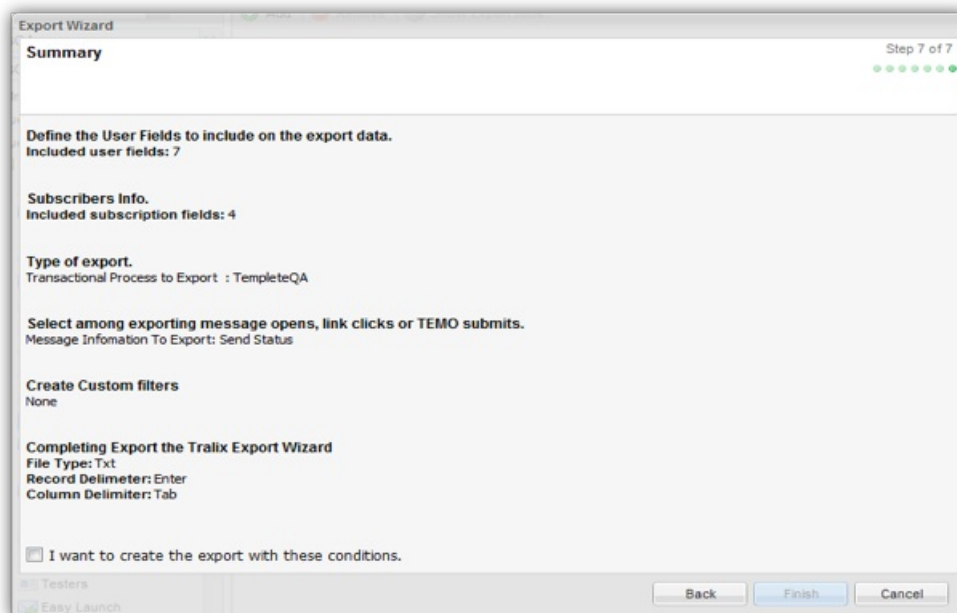 Add
Export Wizard
Summary
Step 7 of 7
Define the User Fields to include on the export data.
Included user fields: 7
Subscribers Info.
Included subscription fields: 4
Type of export.
Transactional Process to Export : TempleteQA
Select among exporting message opens, link clicks or TEMO submits.
Message Infomation To Export: Send Status
Create Custom filters
None
Completing Export the Tralix Export Wizard
File Type: Txt
Record Delimeter: Enter
Column Delimiter: Tab
I want to create the export with these conditions.
Testers
Back
Finish
Cancel
Easy Launch